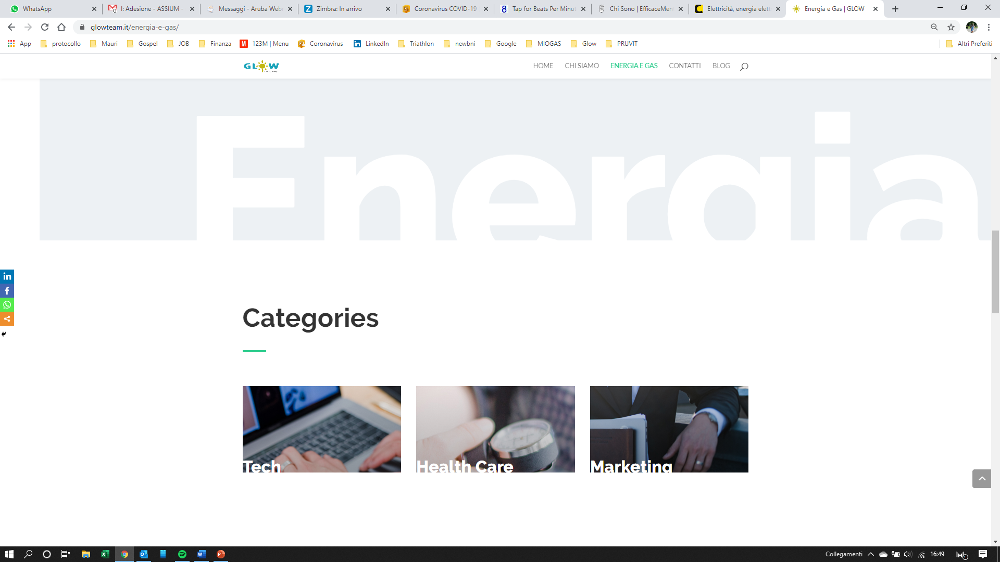 WhatsApp
I: Adesione - ASSIUM -
Messaggi - Aruba Web
Zimbra: In arrivo
Coronavirus COVID-19
Tap for Beats Per Minut
Chi Sono | EfficaceMen
Elettricità, energia elett
Energia e Gas | GLOW
glowteam.it/energia-e-gas/
App
protocollo
Mauri
Gospel
JOB
Finanza
123M | Menu
Coronavirus
LinkedIn
Triathlon
newbni
Google
MIOGAS
Glow
PRUVIT
Altri Preferiti
GLOW
HOME
CHI SIAMO
ENERGIA E GAS
CONTATTI
BLOG
Energia
Categories
Tech
Health Care
Marketing
Collegamenti
16:49